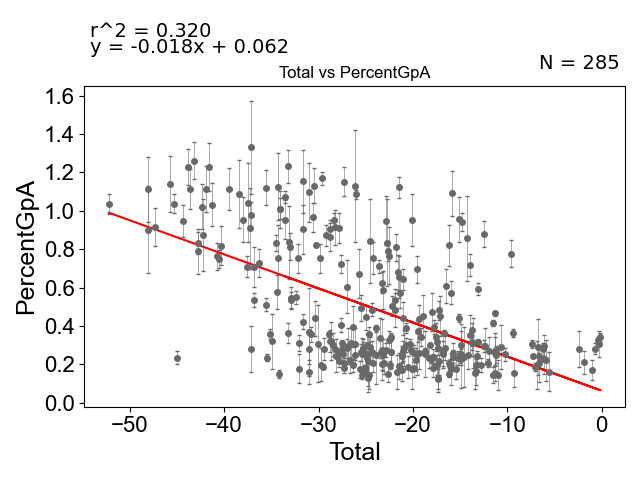 r^2 = 0.320
y = -0.018x + 0.062
N = 285
Total vs PercentGpA
1.6
1.4
1.2
1.0
0.8
0.6
0.4
0.2
0.0
PercentGpA
−50
−40
−30
−20
−10
0
Total